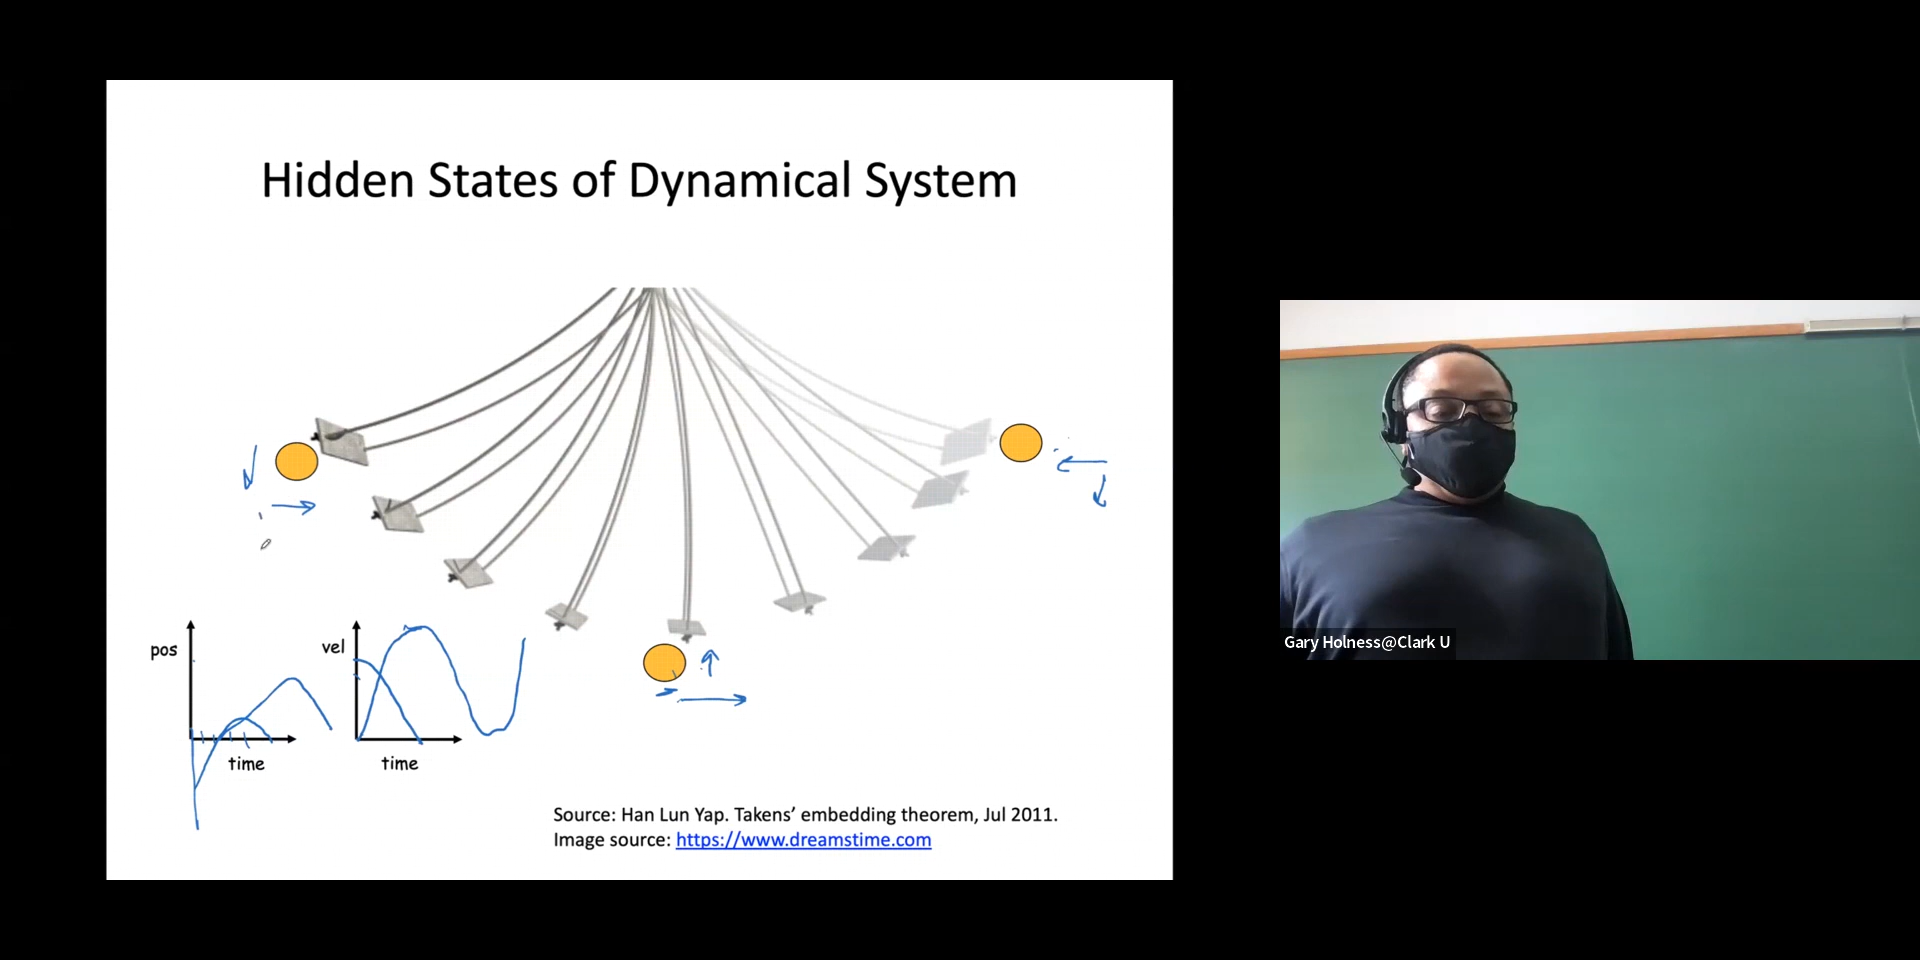 Hidden States of Dynamical System
pos
time
vel
time
Source: Han Lun Yap. Takens’ embedding theorem, Jul 2011.
Image source: https://www.dreamstime.com
Gary Holness@Clark U